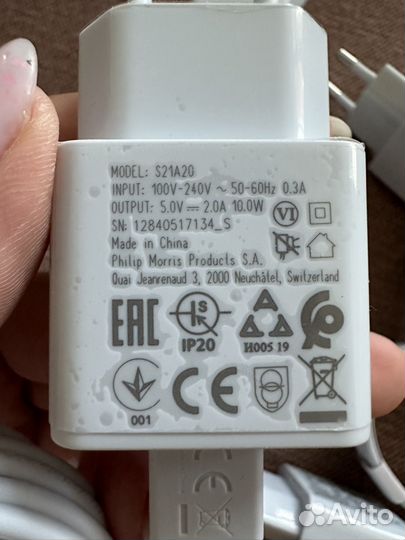 MODEL: S21A20
INPUT: 100V-240V ~ 50-60Hz 0.3A
OUTPUT: 5.0V ⎓ 2.0A 10.0W
SN: 12840517134_S
Made in China
Philip Morris Products S.A.
Quai Jeanrenaud 3, 2000 Neuchâtel, Switzerland
VI
EAC
S
IP20
И005 19
001
CE
CE
Avito